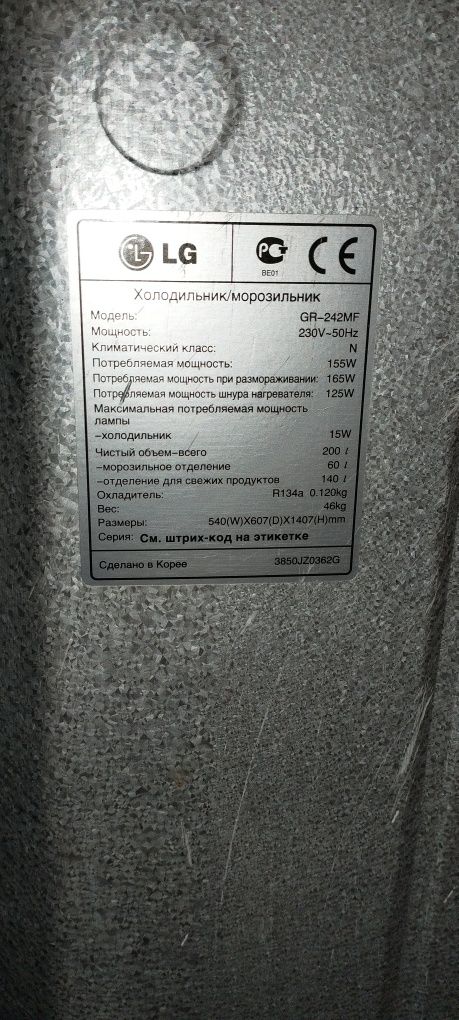 LG PG CE
BE01
Холодильник/морозильник
Модель: GR-242MF
Мощность: 230V~50Hz
Климатический класс: N
Потребляемая мощность: 155W
Потребляемая мощность при размораживании: 165W
Потребляемая мощность шнура нагревателя: 125W
Максимальная потребляемая мощность
лампы
-холодильник 15W
Чистый объем-всего 200 l
-морозильное отделение 60 l
-отделение для свежих продуктов 140 l
Охладитель: R134a 0.120kg
Вес: 46kg
Размеры: 540(W)X607(D)X1407(H)mm
Серия: См. штрих-код на этикетке
Сделано в Корее 3850JZ0362G